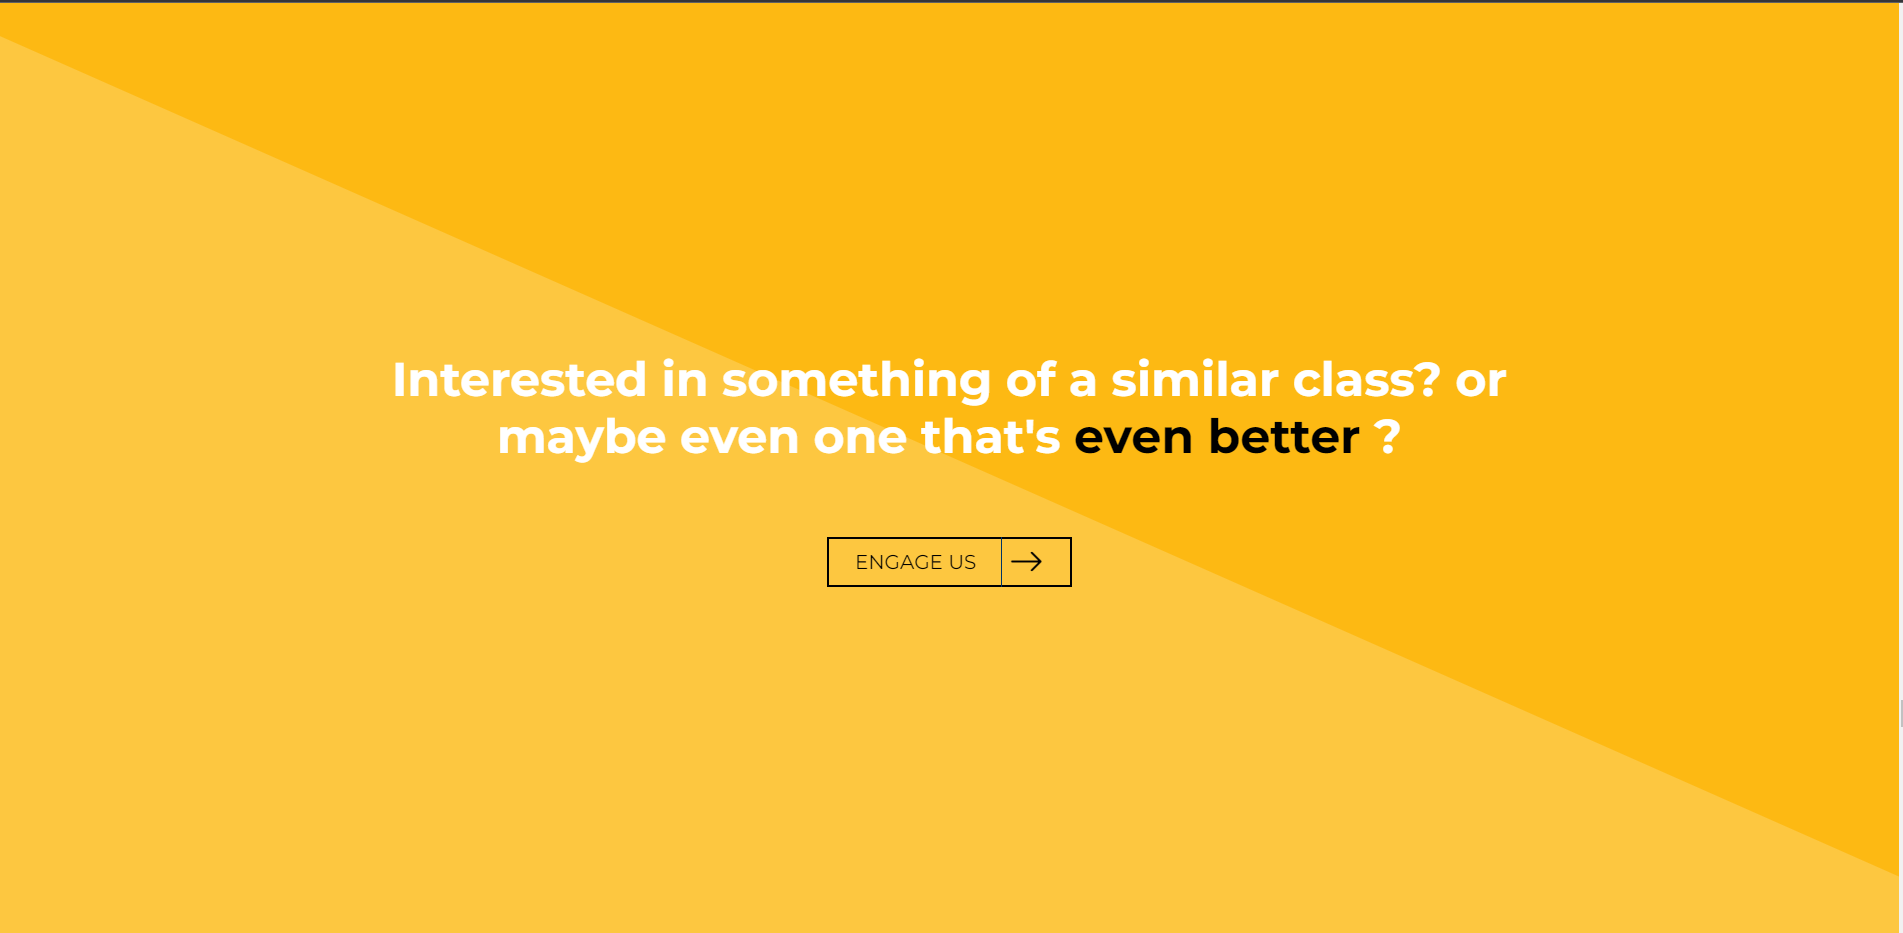 Interested in something of a similar class? or
maybe even one that's even better ?
ENGAGE US